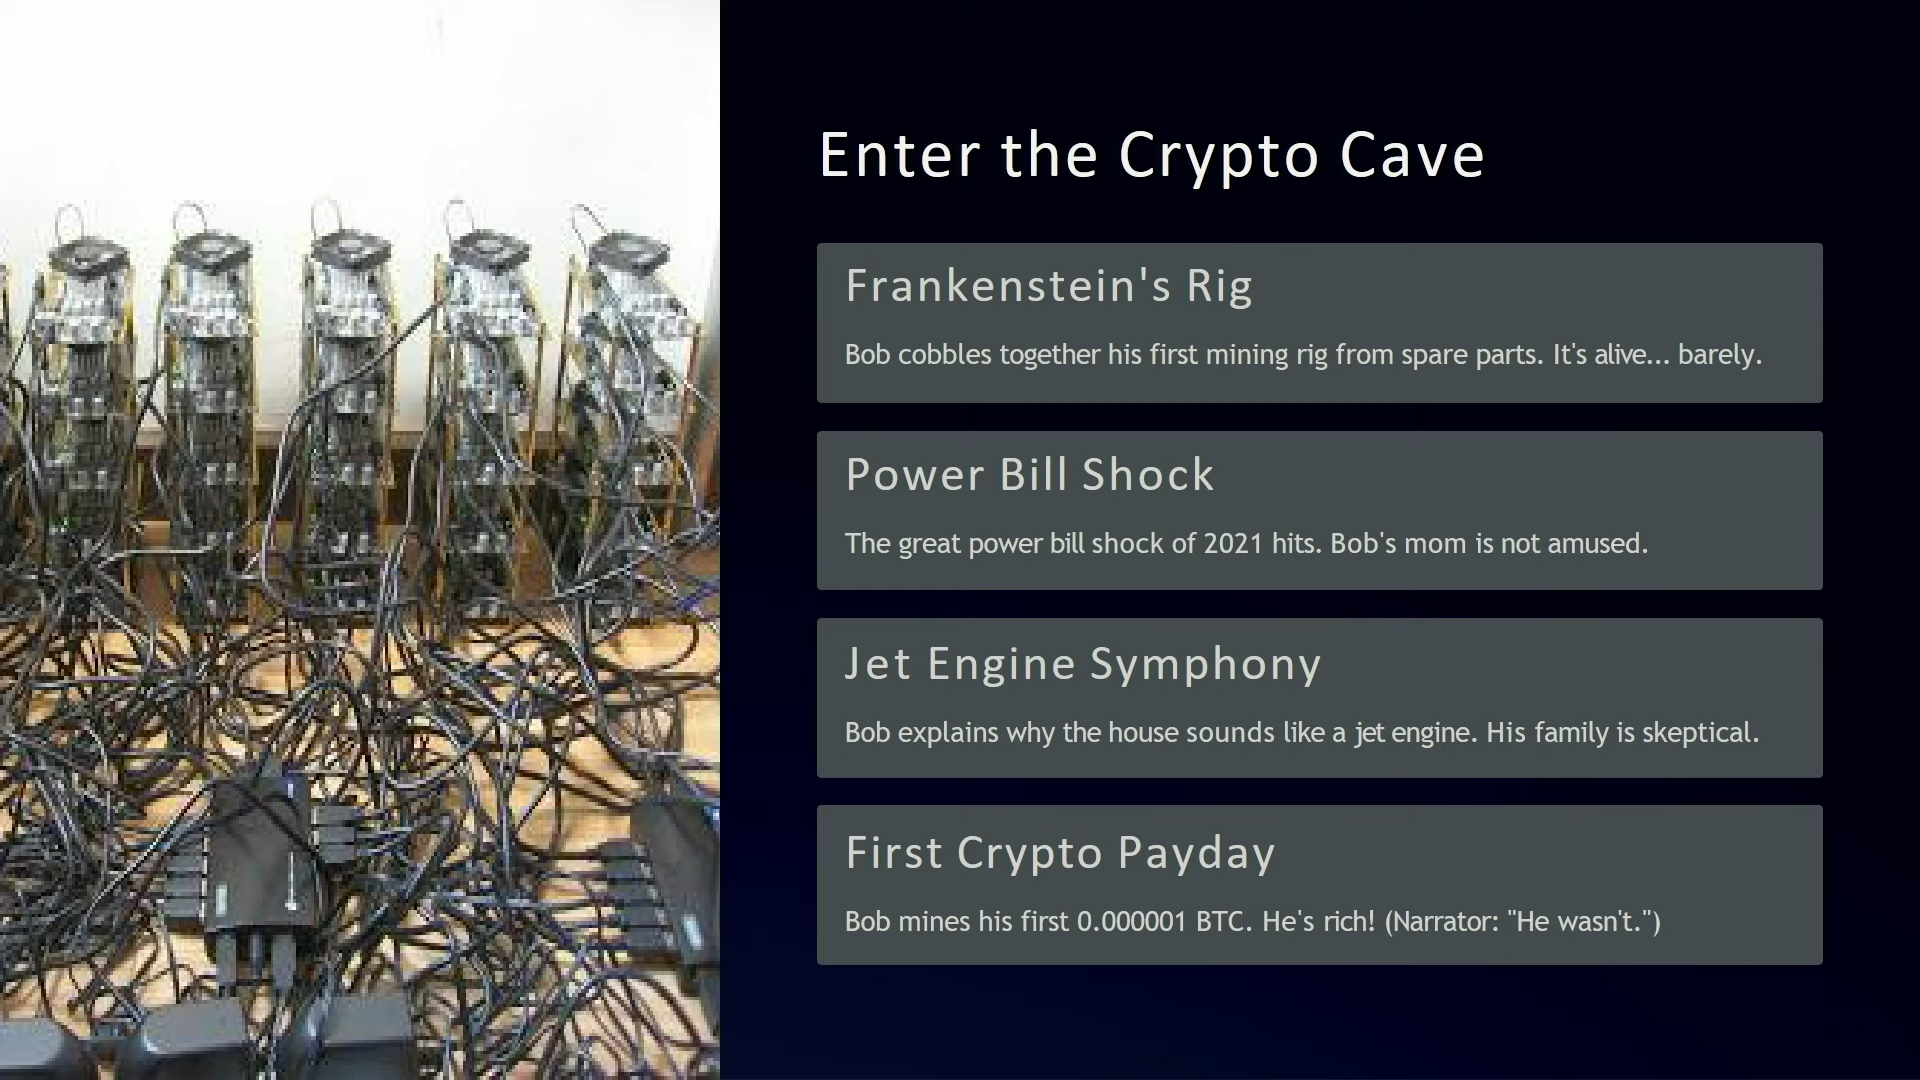 Enter the Crypto Cave
Frankenstein's Rig
Bob cobbles together his first mining rig from spare parts. It's alive... barely.
Power Bill Shock
The great power bill shock of 2021 hits. Bob's mom is not amused.
Jet Engine Symphony
Bob explains why the house sounds like a jet engine. His family is skeptical.
First Crypto Payday
Bob mines his first 0.000001 BTC. He's rich! (Narrator: "He wasn't.")